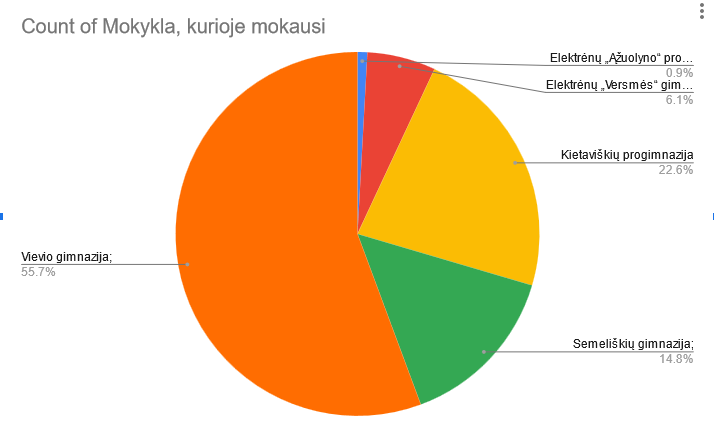 Count of Mokykla, kurioje mokausi
Elektrėnų „Ąžuolyno“ pro…
0.9%
Elektrėnų „Versmės“ gim…
6.1%
Kietaviškių progimnazija
22.6%
Vievio gimnazija;
55.7%
Semeliškių gimnazija;
14.8%